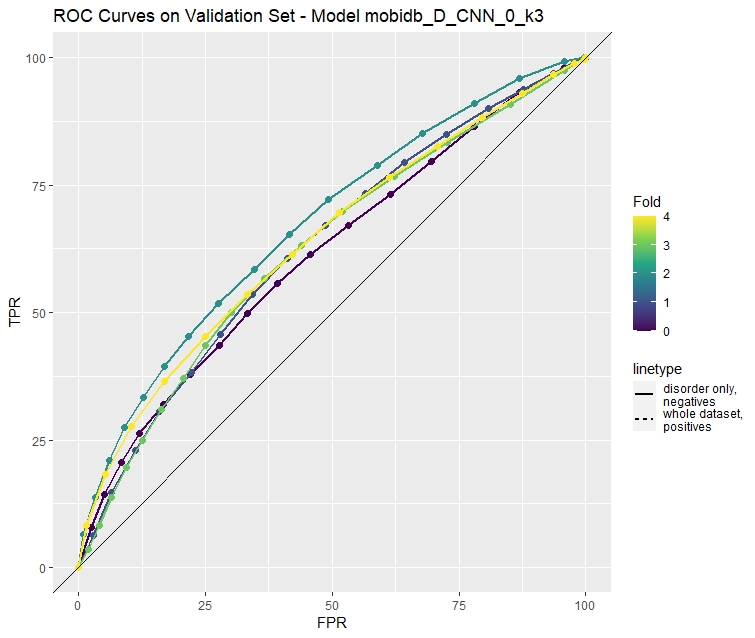 ROC Curves on Validation Set - Model mobidb_D_CNN_0_k3
TPR
100
75
50
25
0
0
25
50
75
100
FPR
Fold
4
3
2
1
0
linetype
disorder only,
negatives
whole dataset,
positives